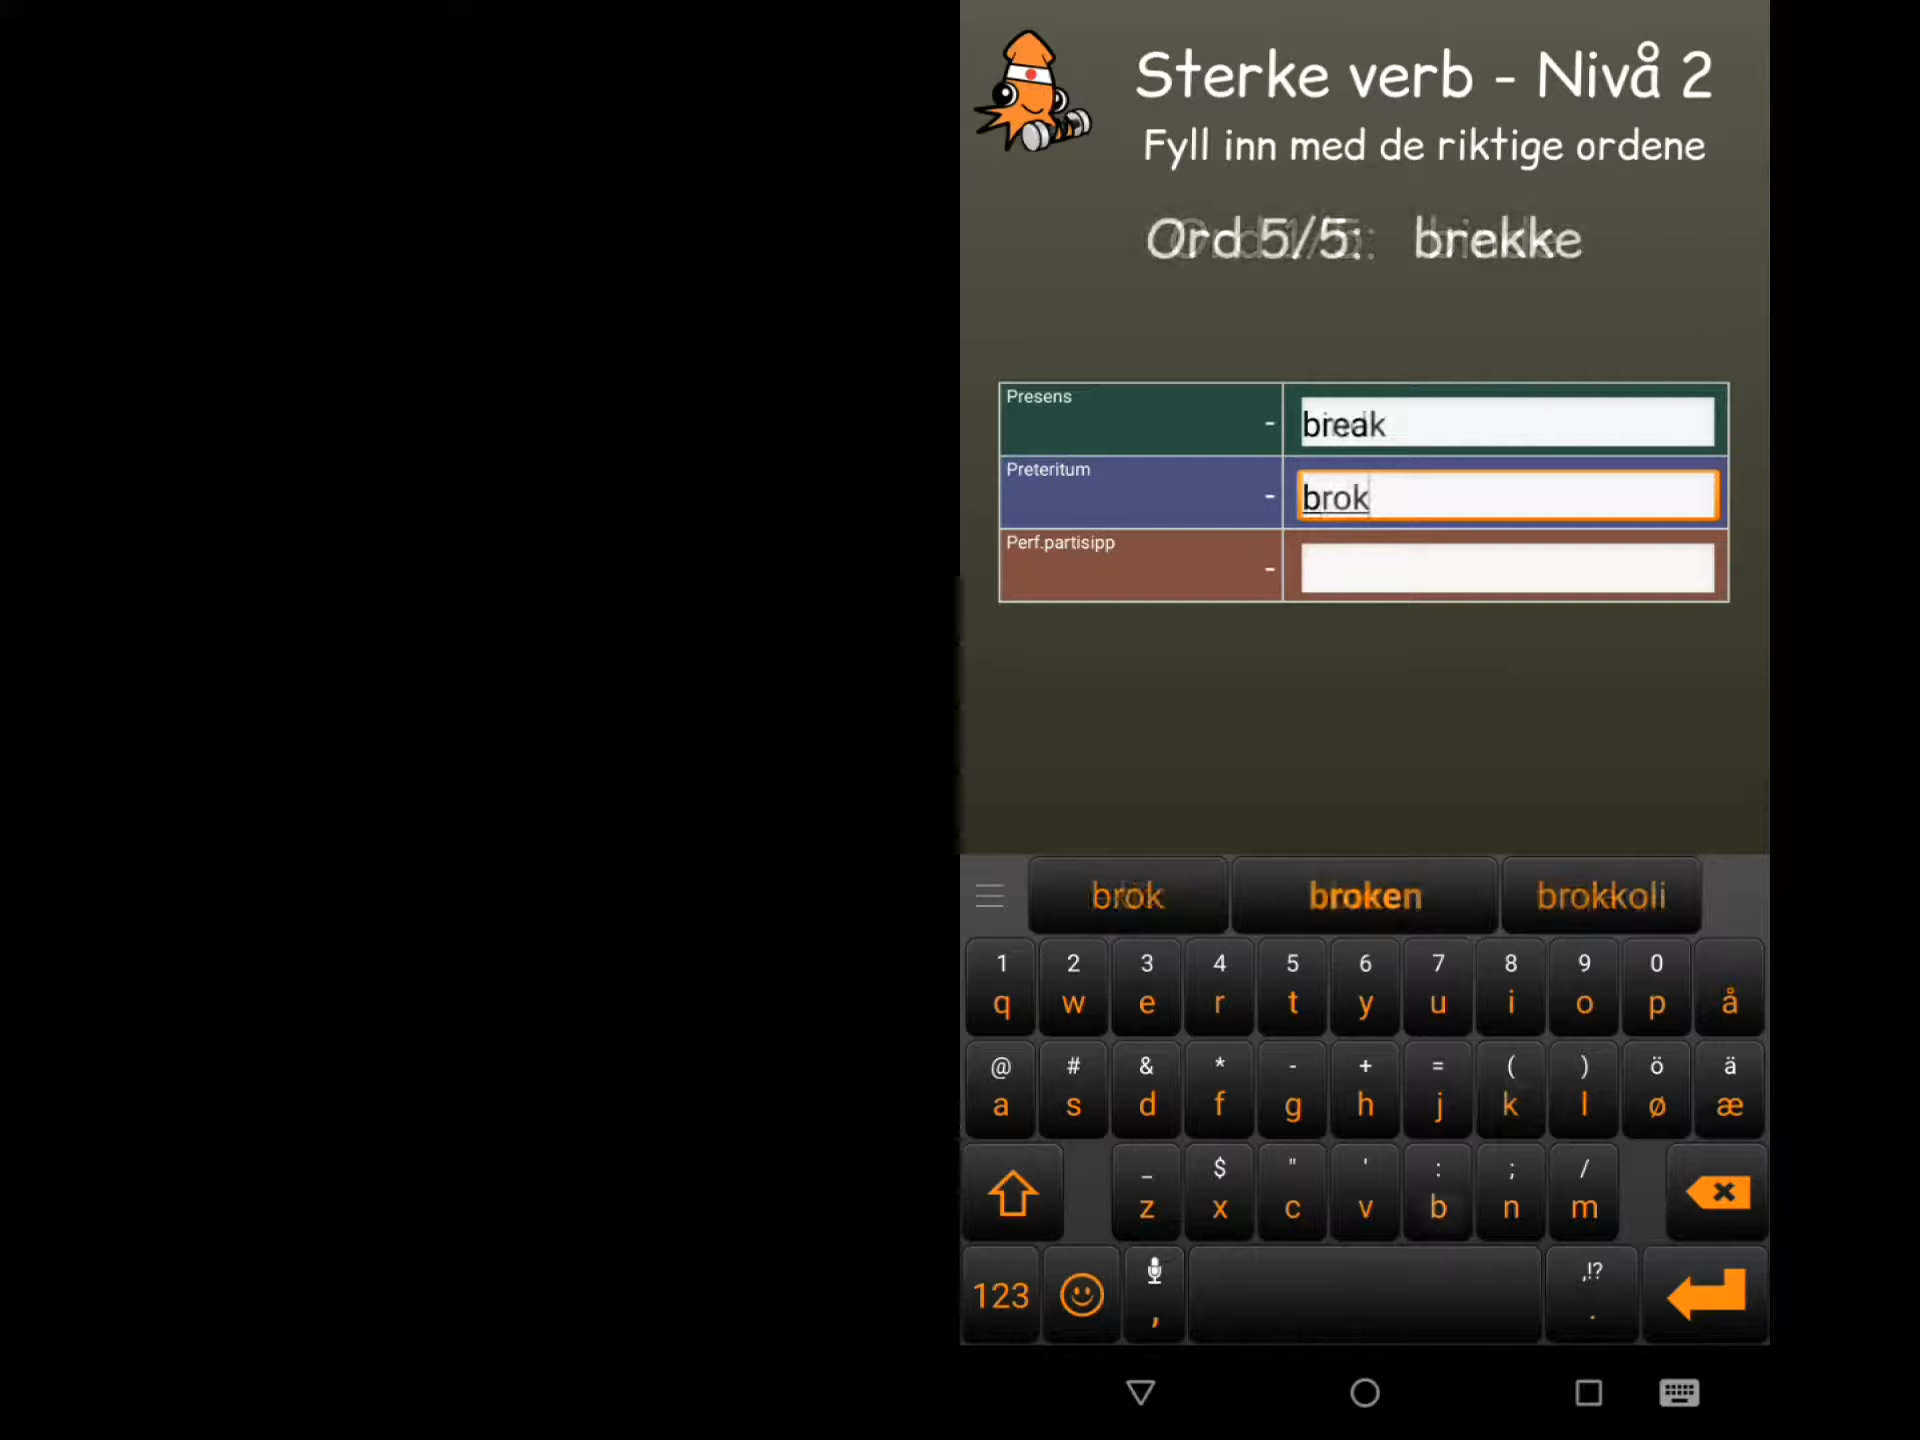 Sterke verb - Nivå 2
Fyll inn med de riktige ordene
Ord 5/5: brekke
Presens
- break
Preteritum
- brok
Perf.partisipp
-
brok broken brokkoli
1 2 3 4 5 6 7 8 9 0
q w e r t y u i o p å
@ # & * - + = ( ) ö ä
a s d f g h j k l ø æ
_ $ " ' : ; /
z x c v b n m
123 , ,!? .